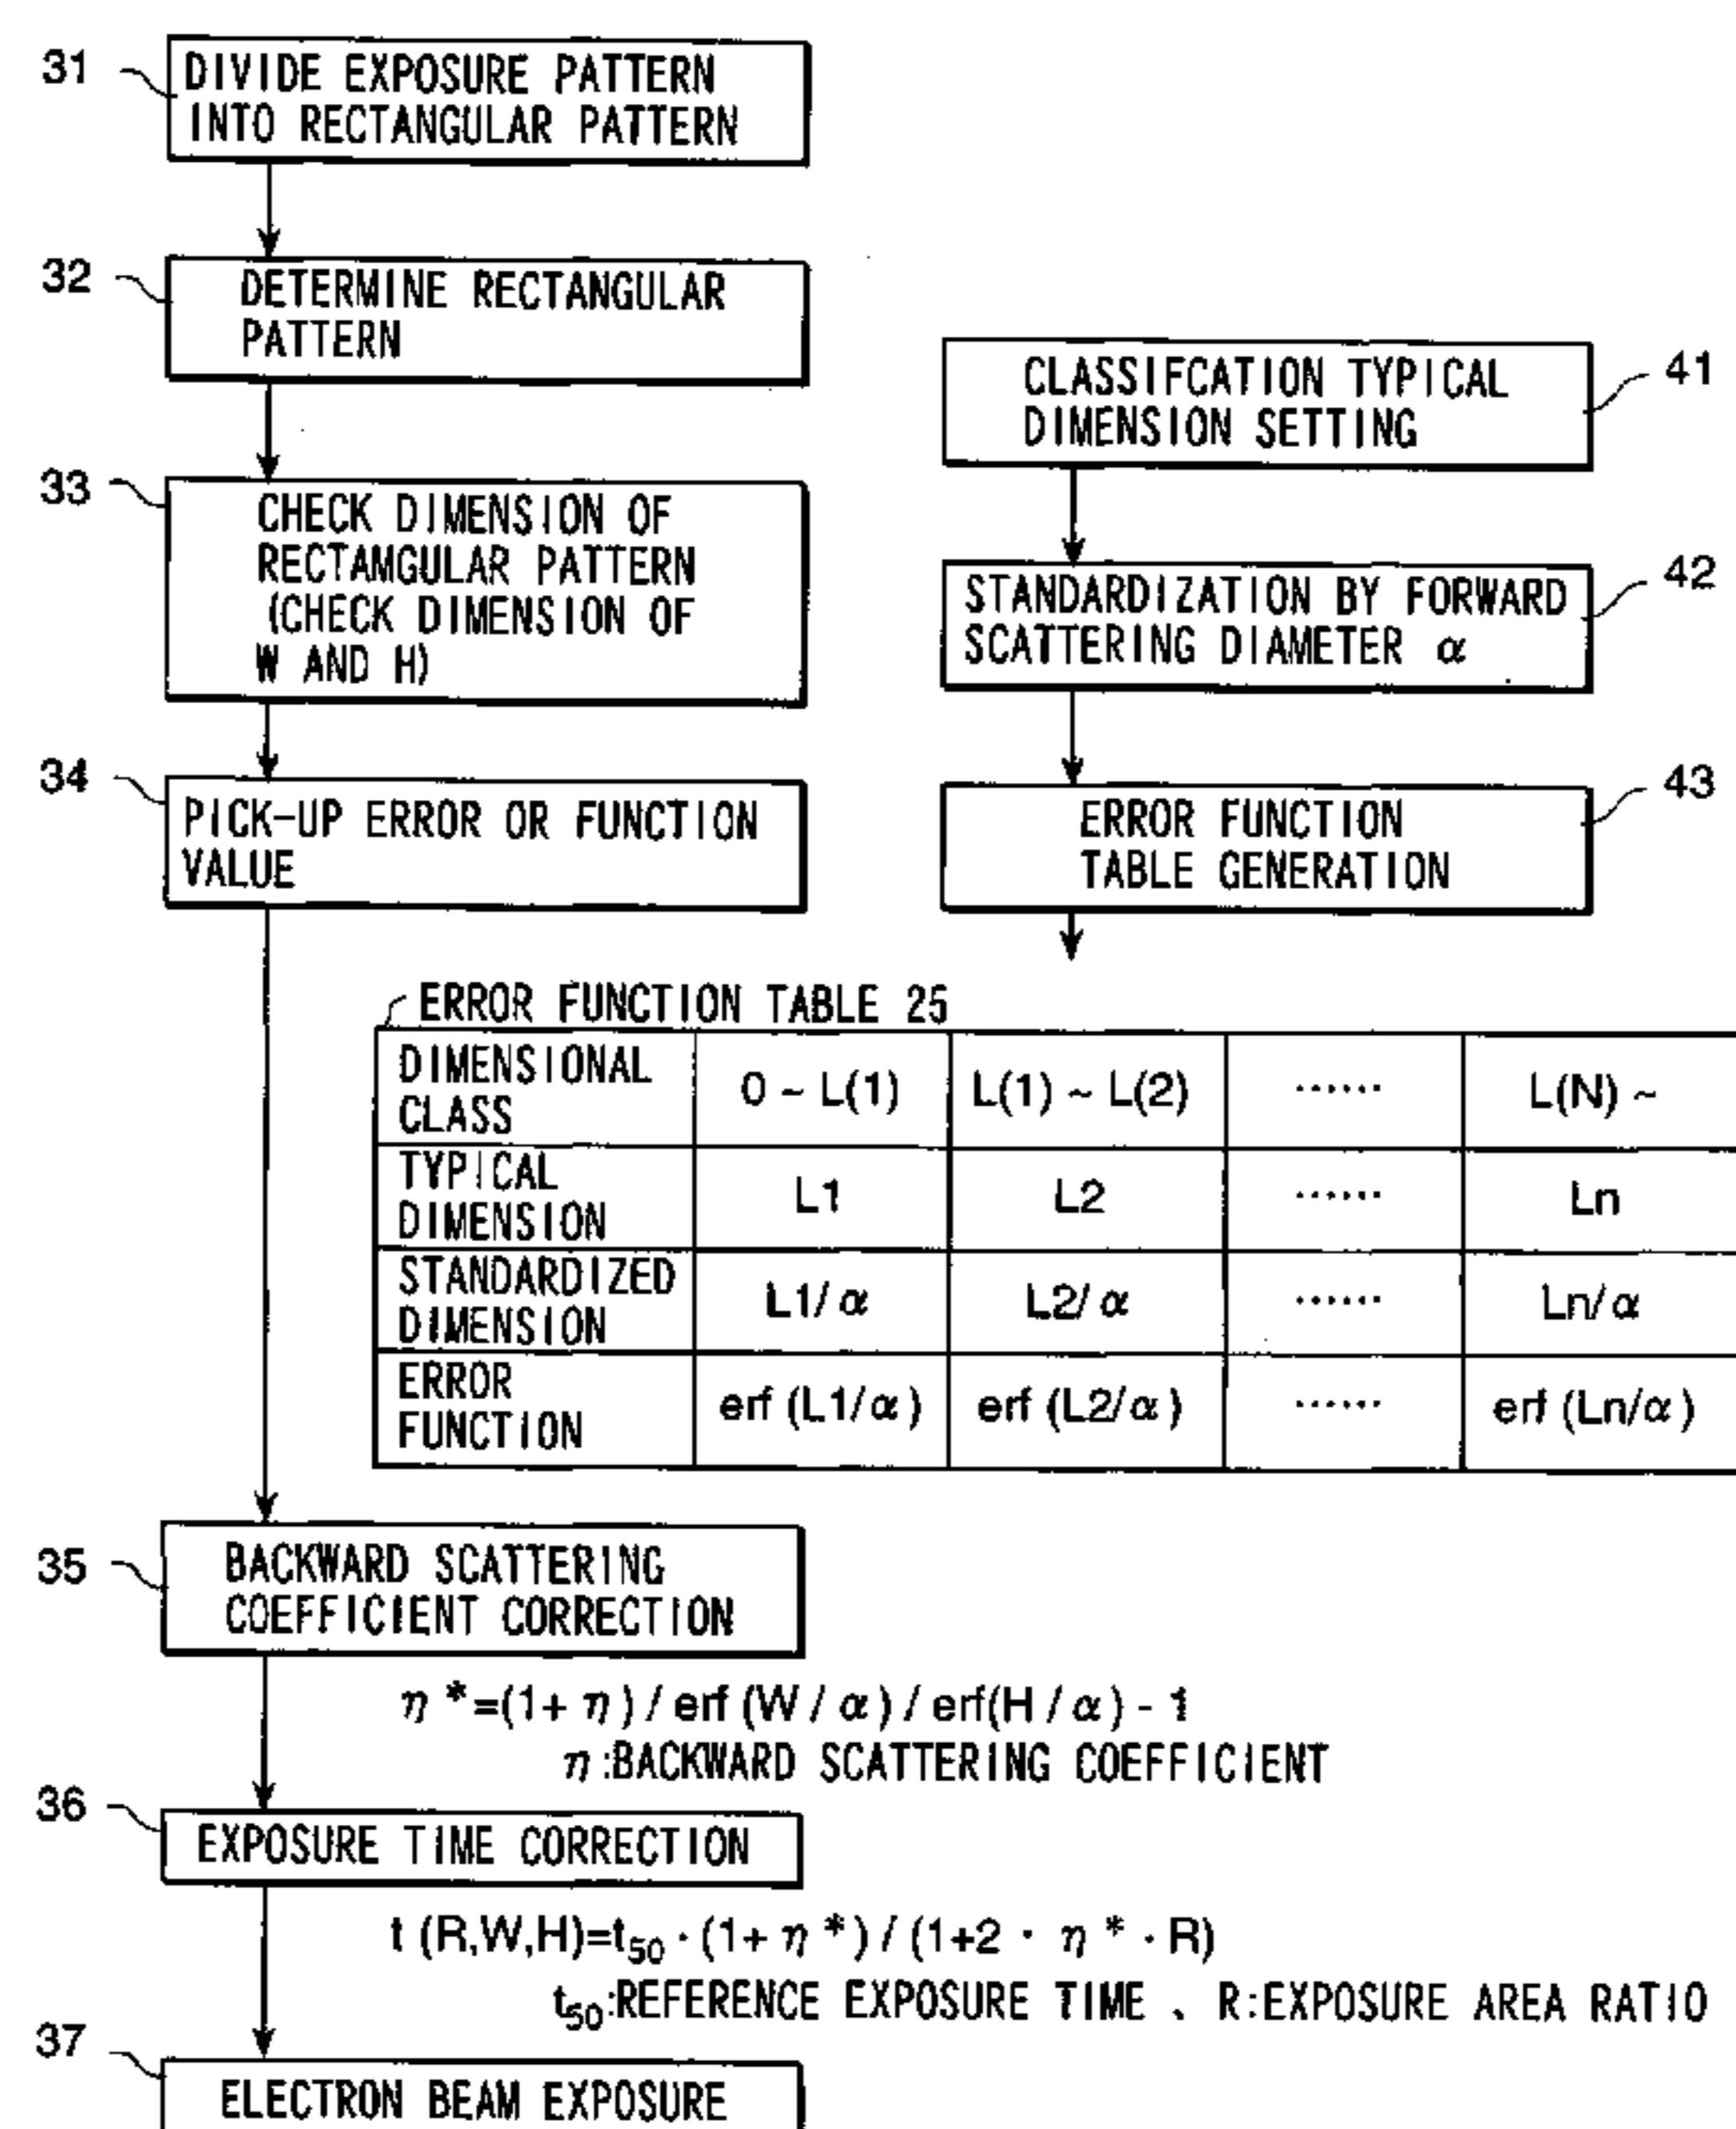 31
DIVIDE EXPOSURE PATTERN
INTO RECTANGULAR PATTERN
32
DETERMINE RECTANGULAR
PATTERN
33
CHECK DIMENSION OF
RECTAMGULAR PATTERN
(CHECK DIMENSION OF
W AND H)
34
PICK-UP ERROR OR FUNCTION
VALUE
CLASSIFCATION TYPICAL
DIMENSION SETTING
41
STANDARDIZATION BY FORWARD
SCATTERING DIAMETER α
42
ERROR FUNCTION
TABLE GENERATION
43
ERROR FUNCTION TABLE 25
DIMENSIONAL
CLASS
0 ~ L(1)
L(1) ~ L(2)
······
L(N) ~
TYPICAL
DIMENSION
L1
L2
······
Ln
STANDARDIZED
DIMENSION
L1/α
L2/α
······
Ln/α
ERROR
FUNCTION
erf (L1/α)
erf (L2/α)
······
erf (Ln/α)
35
BACKWARD SCATTERING
COEFFICIENT CORRECTION
η*=(1+ η) / erf (W / α) / erf(H / α) - 1
η:BACKWARD SCATTERING COEFFICIENT
36
EXPOSURE TIME CORRECTION
t (R,W,H)=t50 · (1+ η*) / (1+2 · η* · R)
t50:REFERENCE EXPOSURE TIME 、 R:EXPOSURE AREA RATIO
37
ELECTRON BEAM EXPOSURE